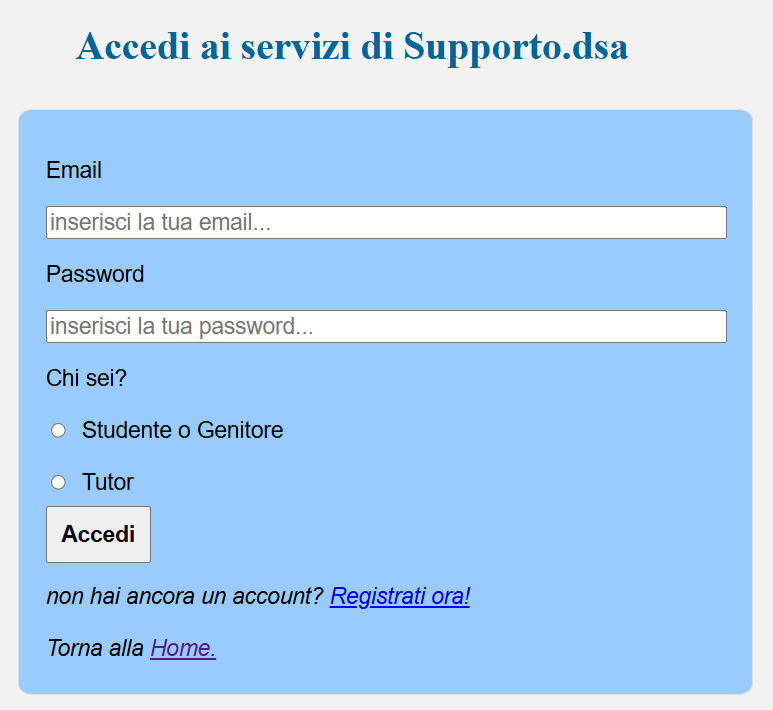 Accedi ai servizi di Supporto.dsa
Email
inserisci la tua email...
Password
inserisci la tua password...
Chi sei?
Studente o Genitore
Tutor
Accedi
non hai ancora un account? Registrati ora!
Torna alla Home.